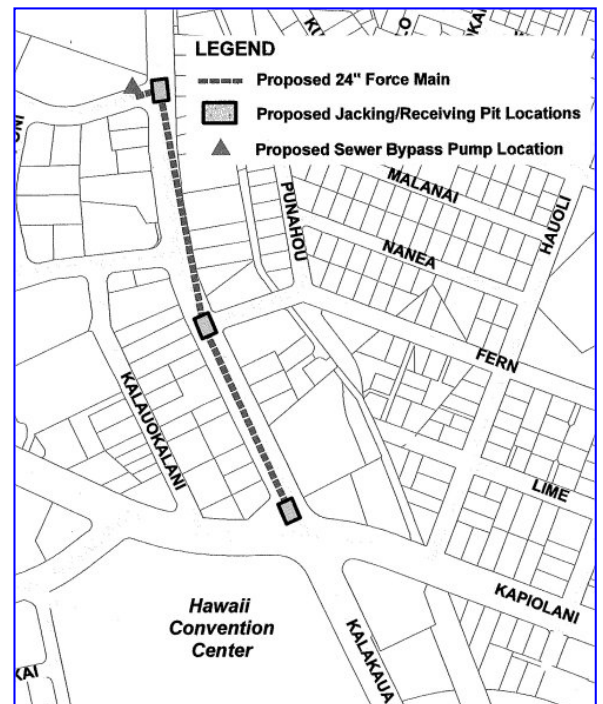 LEGEND
Proposed 24" Force Main
Proposed Jacking/Receiving Pit Locations
Proposed Sewer Bypass Pump Location
MALANAI
HAUOLI
PUNAHOU
NANEA
FERN
KALAUOKALANI
LIME
KAPIOLANI
Hawaii
Convention
Center
KALAKAUA